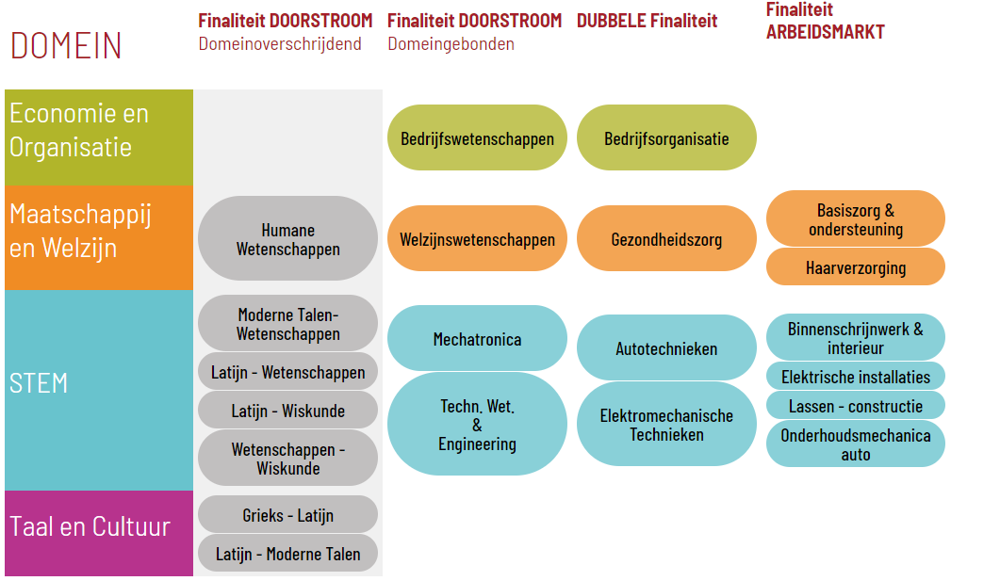 DOMEIN
Finaliteit DOORSTROOM
Domeinoverschrijdend
Finaliteit DOORSTROOM
Domeingebonden
DUBBELE Finaliteit
Finaliteit
ARBEIDSMARKT
Economie en
Organisatie
Bedrijfswetenschappen
Bedrijfsorganisatie
Maatschappij
en Welzijn
Humane
Wetenschappen
Welzijnswetenschappen
Gezondheidszorg
Basiszorg &
ondersteuning
Haarverzorging
STEM
Moderne Talen-
Wetenschappen
Latijn - Wetenschappen
Latijn - Wiskunde
Wetenschappen -
Wiskunde
Mechatronica
Techn. Wet.
&
Engineering
Autotechnieken
Elektromechanische
Technieken
Binnenschrijnwerk &
interieur
Elektrische installaties
Lassen - constructie
Onderhoudsmechanica
auto
Taal en Cultuur
Grieks - Latijn
Latijn - Moderne Talen